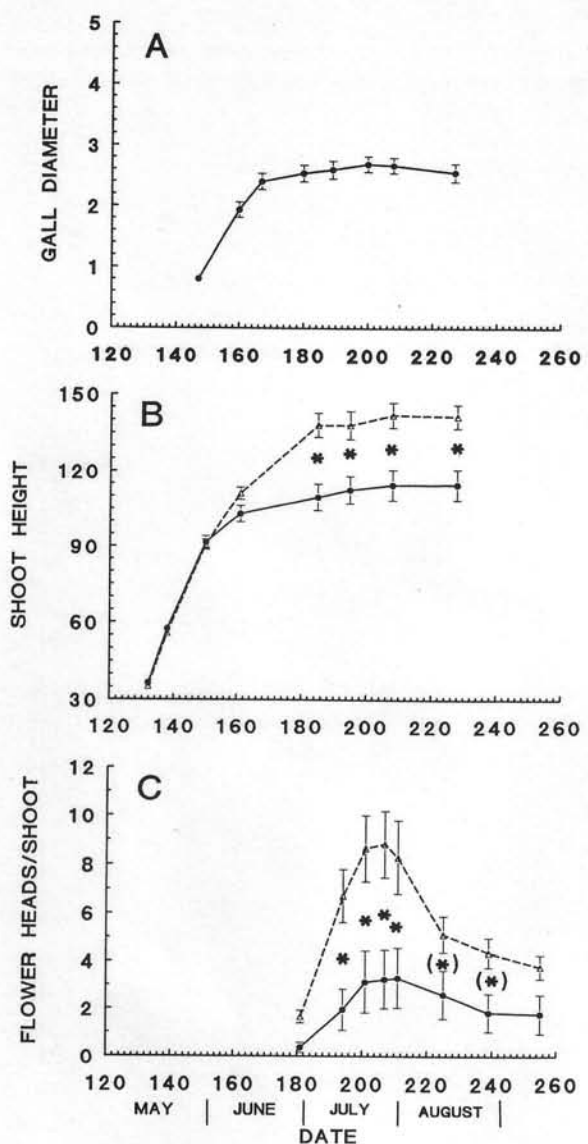 A
5
4
3
2
1
0
GALL DIAMETER
120 140 160 180 200 220 240 260
B
150
120
90
60
30
SHOOT HEIGHT
* * * *
120 140 160 180 200 220 240 260
C
12
10
8
6
4
2
0
FLOWER HEADS/SHOOT
* * * * (*) (*)
120 140 160 180 200 220 240 260
MAY | JUNE | JULY | AUGUST |
DATE